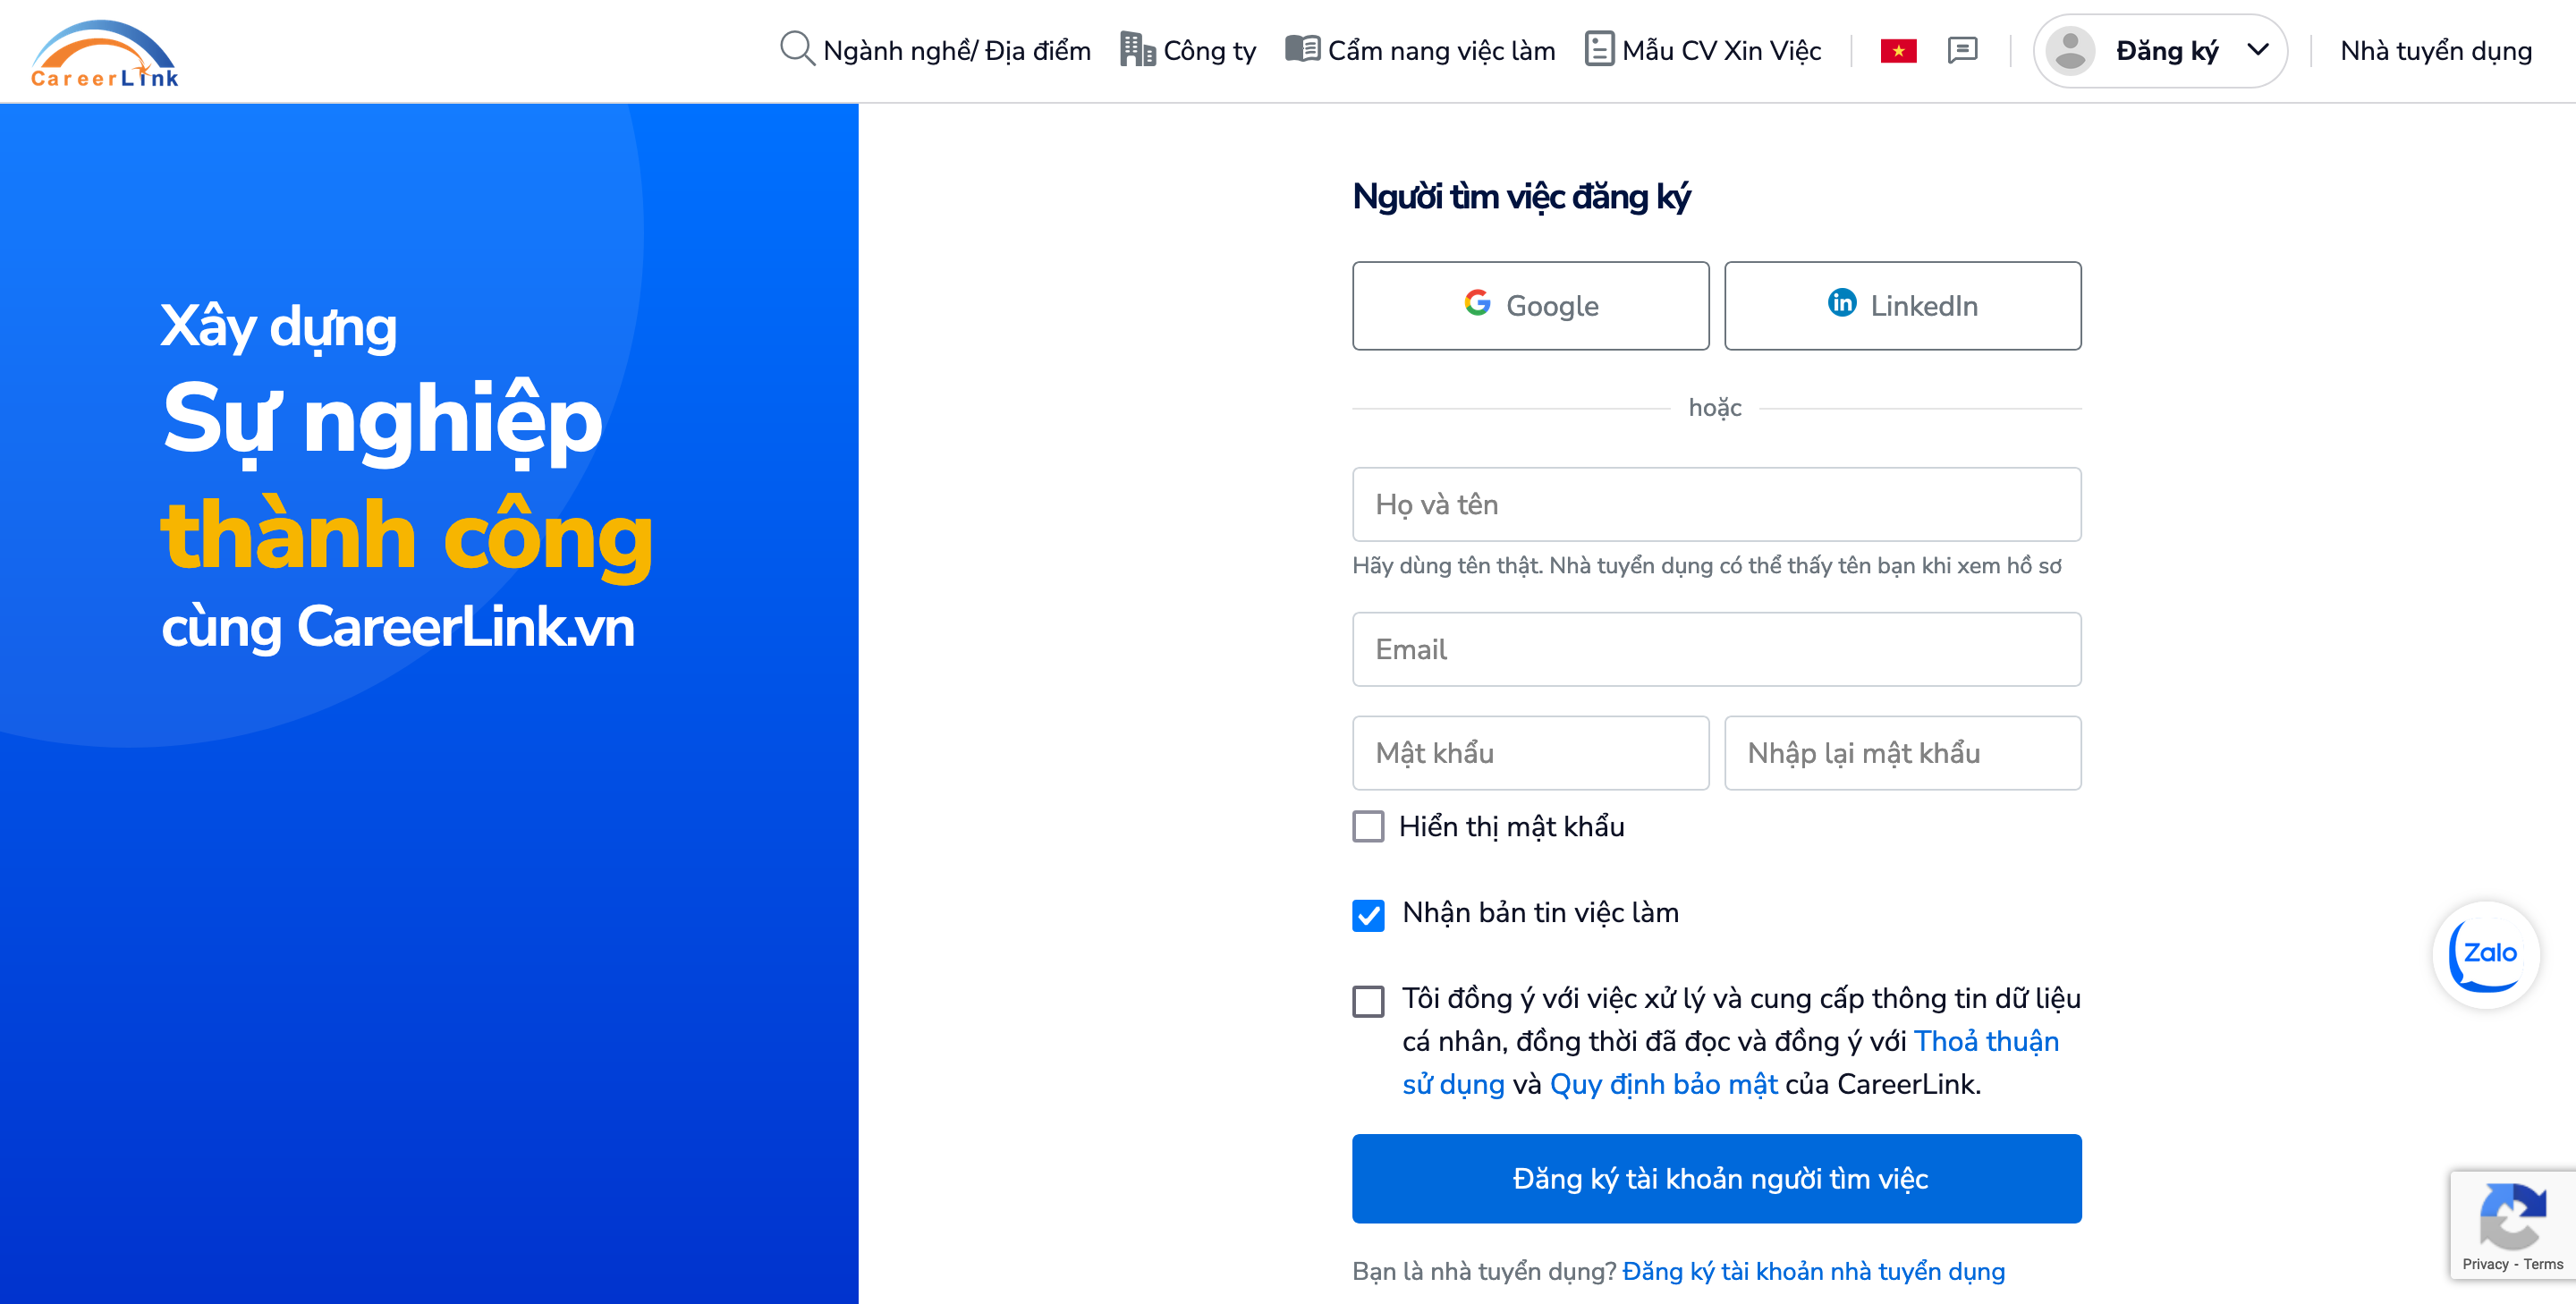 CareerLink
Ngành nghề/ Địa điểm
Công ty
Cẩm nang việc làm
Mẫu CV Xin Việc
Đăng ký
Nhà tuyển dụng
Xây dựng
Sự nghiệp
thành công
cùng CareerLink.vn
Người tìm việc đăng ký
Google
LinkedIn
hoặc
Họ và tên
Hãy dùng tên thật. Nhà tuyển dụng có thể thấy tên bạn khi xem hồ sơ
Email
Mật khẩu
Nhập lại mật khẩu
Hiển thị mật khẩu
Nhận bản tin việc làm
Tôi đồng ý với việc xử lý và cung cấp thông tin dữ liệu
cá nhân, đồng thời đã đọc và đồng ý với Thoả thuận
sử dụng và Quy định bảo mật của CareerLink.
Đăng ký tài khoản người tìm việc
Bạn là nhà tuyển dụng? Đăng ký tài khoản nhà tuyển dụng
Zalo
Privacy - Terms